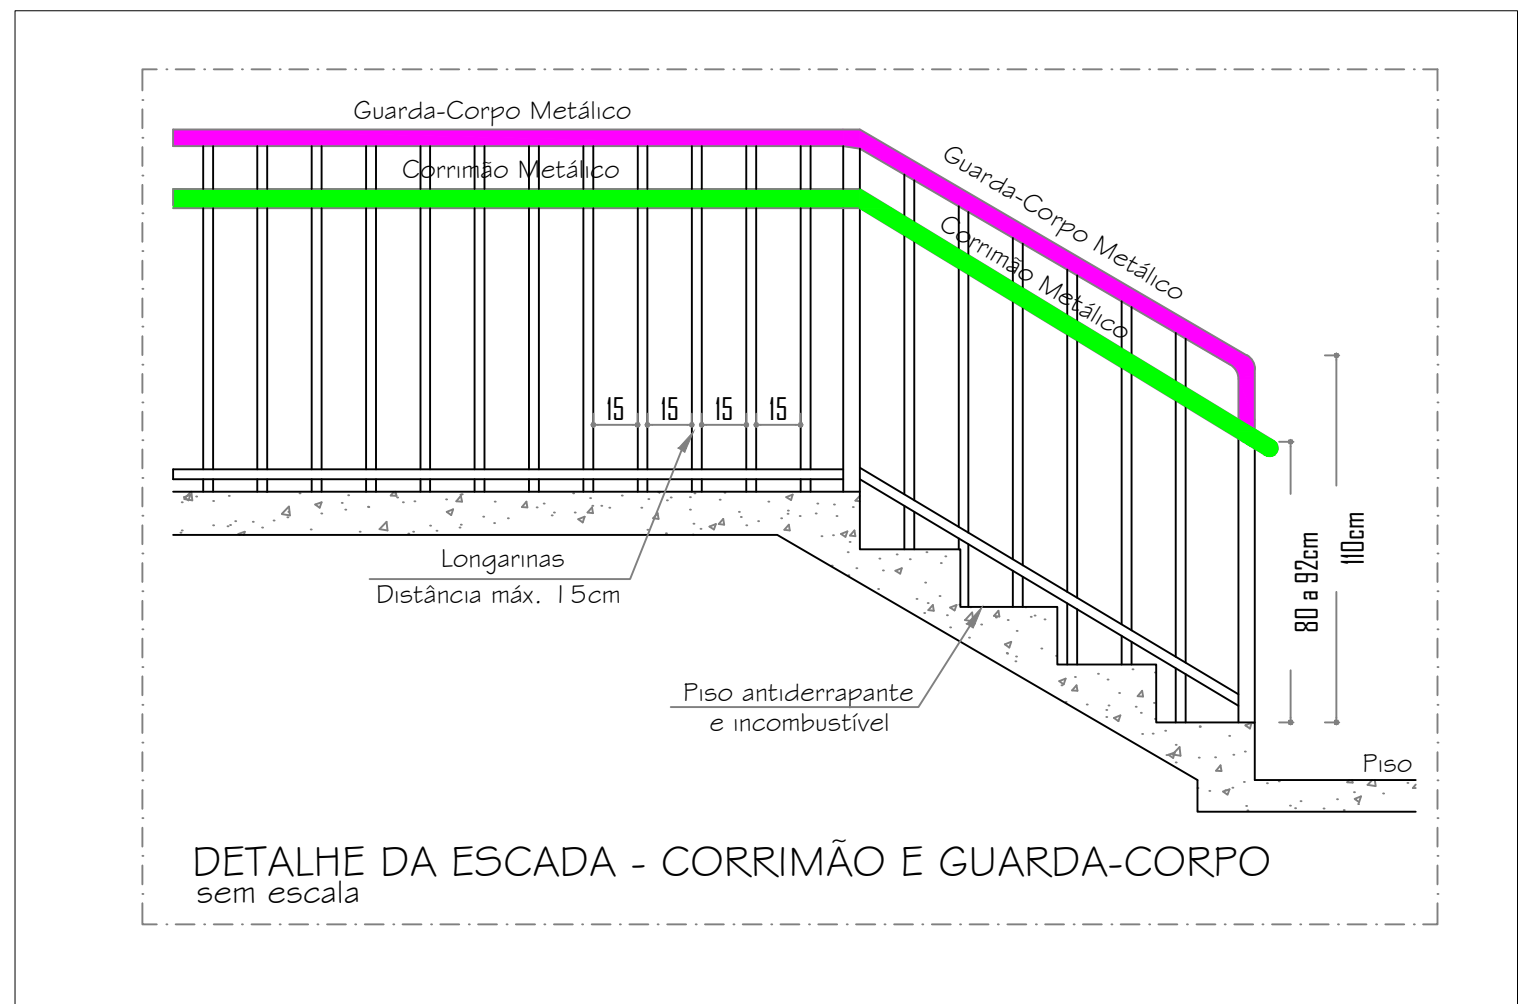 Guarda-Corpo Metálico
Corrimão Metálico
Guarda-Corpo Metálico
Corrimão Metálico
15 15 15 15
80 a 92cm
110cm
Longarinas
Distância máx. 15cm
Piso antiderrapante
e incombustível
Piso
DETALHE DA ESCADA - CORRIMÃO E GUARDA-CORPO
sem escala